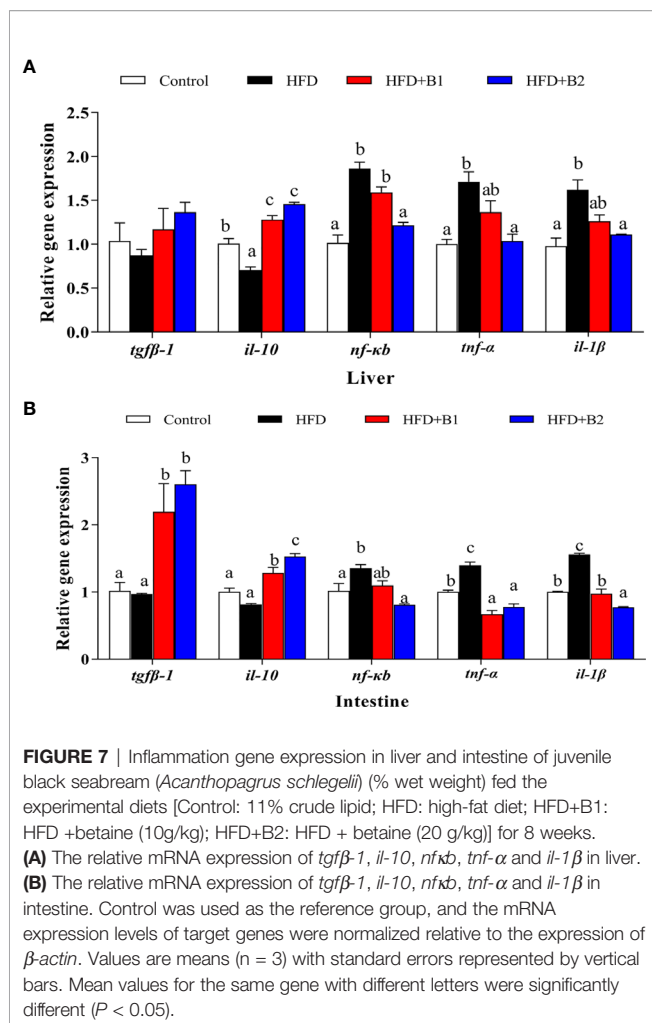 A
Control HFD HFD+B1 HFD+B2
Relative gene expression
2.5
2.0
1.5
1.0
0.5
0.0
b a c c
a b b a
a b ab a
a b ab a
tgfβ-1 il-10 nf-κb tnf-α il-1β
Liver
B
Control HFD HFD+B1 HFD+B2
Relative gene expression
3
2
1
0
a a b b
a a b c
a b ab a
b c a a
b c b a
tgfβ-1 il-10 nf-κb tnf-α il-1β
Intestine
FIGURE 7 | Inflammation gene expression in liver and intestine of juvenile
black seabream (Acanthopagrus schlegelii) (% wet weight) fed the
experimental diets [Control: 11% crude lipid; HFD: high-fat diet; HFD+B1:
HFD +betaine (10g/kg); HFD+B2: HFD + betaine (20 g/kg)] for 8 weeks.
(A) The relative mRNA expression of tgfβ-1, il-10, nfκb, tnf-α and il-1β in liver.
(B) The relative mRNA expression of tgfβ-1, il-10, nfκb, tnf-α and il-1β in
intestine. Control was used as the reference group, and the mRNA
expression levels of target genes were normalized relative to the expression of
β-actin. Values are means (n = 3) with standard errors represented by vertical
bars. Mean values for the same gene with different letters were significantly
different (P < 0.05).